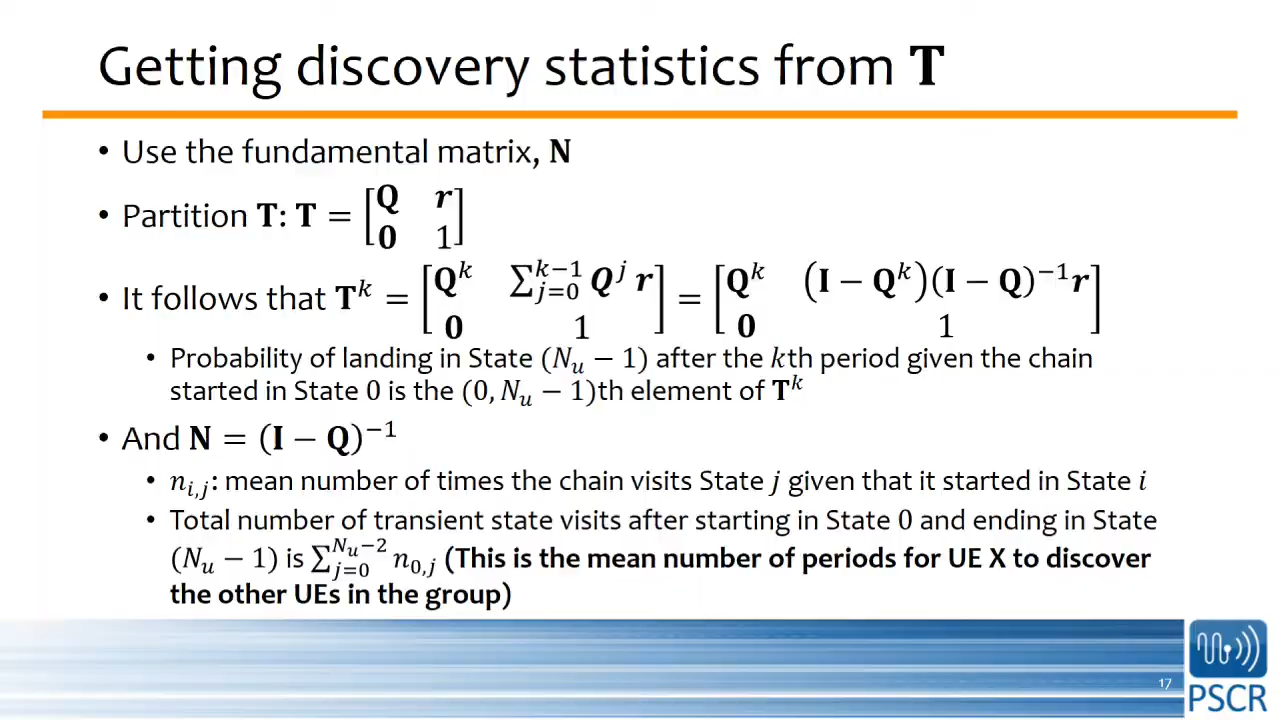 Getting discovery statistics from T
• Use the fundamental matrix, N
• Partition T: T = [Q r; 0 1]
• It follows that T^k = [Q^k ∑_{j=0}^{k−1} Q^j r; 0 1] = [Q^k (I − Q^k)(I − Q)^{−1}r; 0 1]
• Probability of landing in State (N_u − 1) after the kth period given the chain
started in State 0 is the (0, N_u − 1)th element of T^k
• And N = (I − Q)^{−1}
• n_{i,j}: mean number of times the chain visits State j given that it started in State i
• Total number of transient state visits after starting in State 0 and ending in State
(N_u − 1) is ∑_{j=0}^{N_u−2} n_{0,j} (This is the mean number of periods for UE X to discover
the other UEs in the group)
17
PSCR